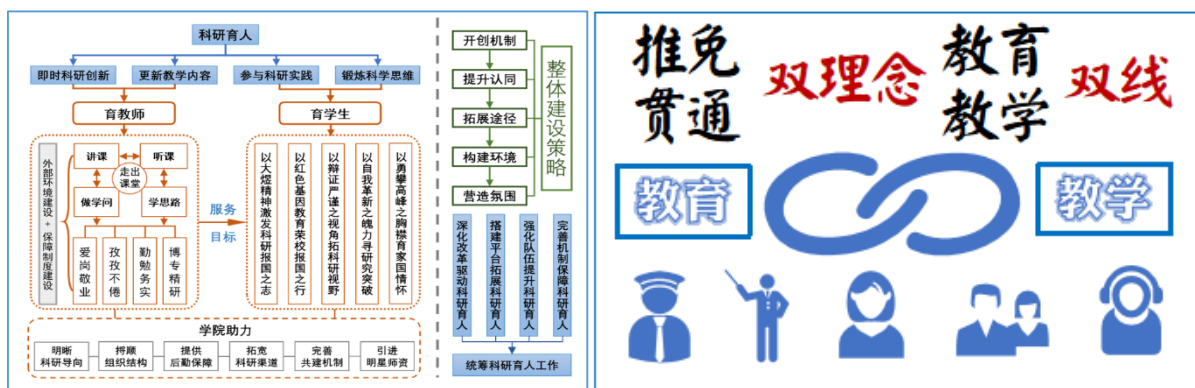 科研育人
即时科研创新
更新教学内容
参与科研实践
锻炼科学思维
育教师
育学生
外部环境建设+保障制度建设
讲课
听课
走出
课堂
做学问
学思路
爱岗敬业
孜孜不倦
勤勉务实
博专精研
服务
目标
以大煜精神激发科研报国之志
以红色基因教育荣校报国之行
以辩证严谨之视角拓科研视野
以自我革新之魄力寻研究突破
以勇攀高峰之胸襟育家国情怀
学院助力
明晰
科研导向
捋顺
组织结构
提供
后勤保障
拓宽
科研渠道
完善
共建机制
引进
明星师资
开创机制
提升认同
拓展途径
构建环境
营造氛围
整体建设策略
深化改革驱动科研育人
搭建平台拓展科研育人
强化队伍提升科研育人
完善机制保障科研育人
统筹科研育人工作
推免
贯通
双理念
教育
教学
双线
教育
教学